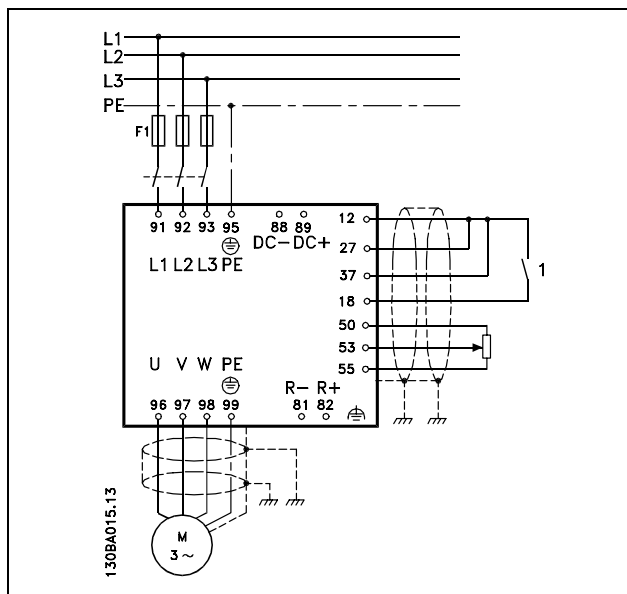 L1
L2
L3
PE
F1
91 92 93 95 88 89
DC- DC+
L1 L2 L3 PE
12
27
37
18
50
53
55
1
U V W PE
96 97 98 99
R- R+
81 82
M
3~
130BA015.13